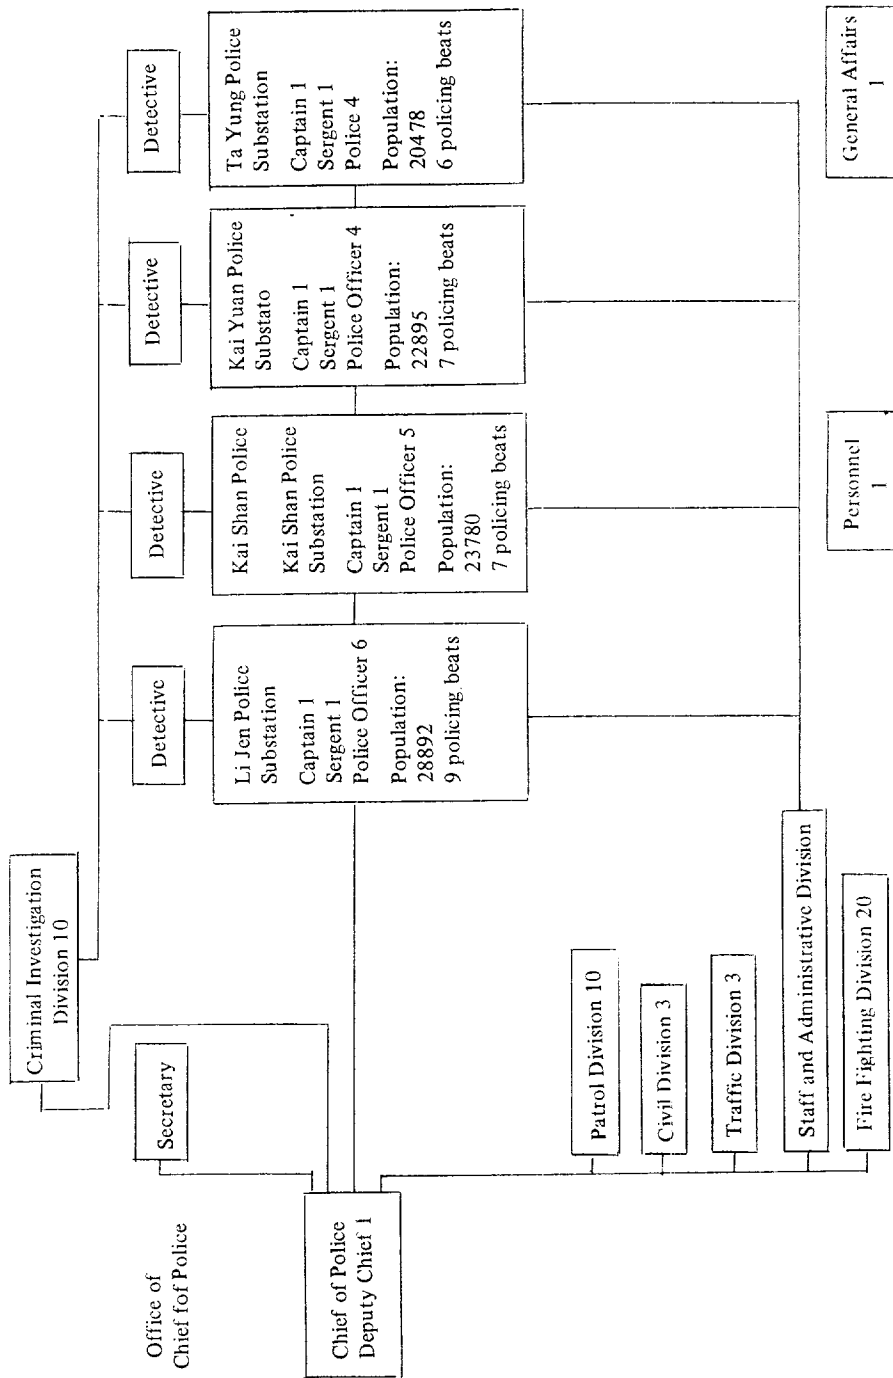 Office of
Chief fof Police
Chief of Police
Deputy Chief 1
Secretary
Criminal Investigation
Division 10
Detective
Detective
Detective
Detective
Li Jen Police
Substation
Captain 1
Sergent 1
Police Officer 6
Population:
28892
9 policing beats
Kai Shan Police
Kai Shan Police
Substation
Captain 1
Sergent 1
Police Officer 5
Population:
23780
7 policing beats
Kai Yuan Police
Substato
Captain 1
Sergent 1
Police Officer 4
Population:
22895
7 policing beats
Ta Yung Police
Substation
Captain 1
Sergent 1
Police 4
Population:
20478
6 policing beats
Patrol Division 10
Civil Division 3
Traffic Division 3
Staff and Administrative Division
Fire Fighting Division 20
Personnel
1
General Affairs
1